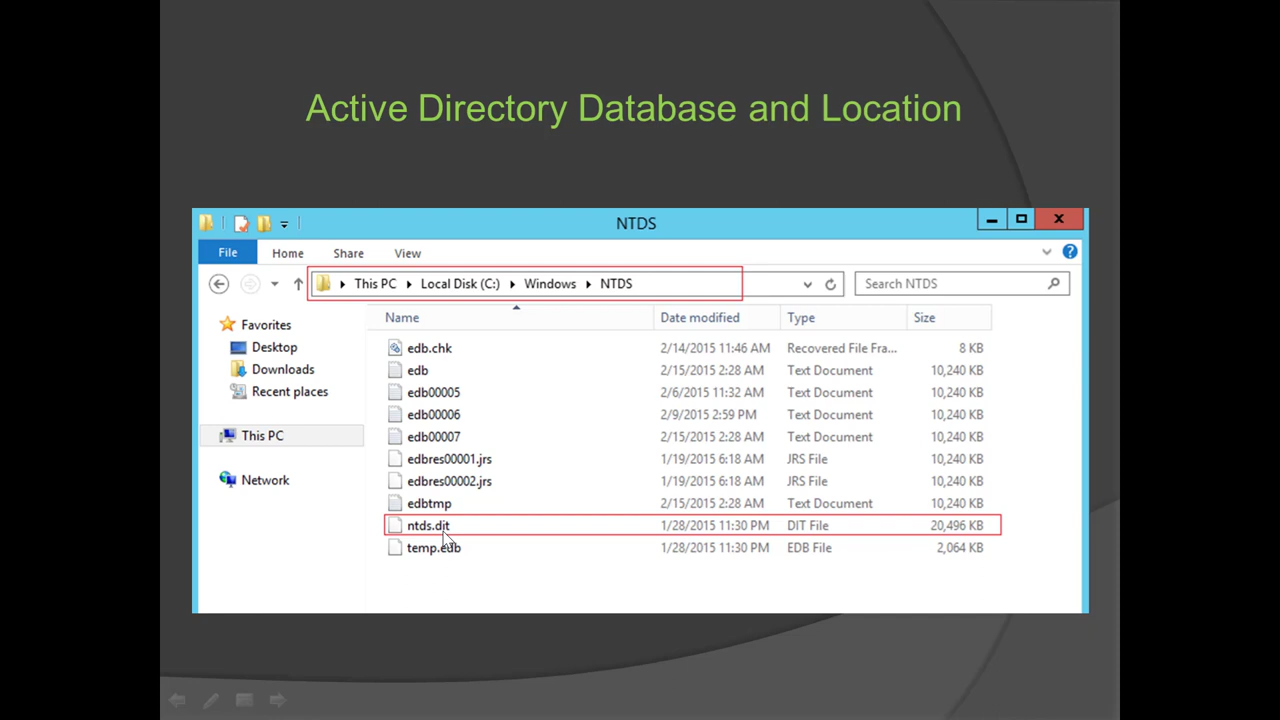 Active Directory Database and Location
NTDS
File Home Share View
This PC Local Disk (C:) Windows NTDS Search NTDS
Name Date modified Type Size
Favorites
Desktop
Downloads
Recent places
This PC
Network
edb.chk 2/14/2015 11:46 AM Recovered File Fra... 8 KB
edb 2/15/2015 2:28 AM Text Document 10,240 KB
edb00005 2/6/2015 11:32 AM Text Document 10,240 KB
edb00006 2/9/2015 2:59 PM Text Document 10,240 KB
edb00007 2/15/2015 2:28 AM Text Document 10,240 KB
edbres00001.jrs 1/19/2015 6:18 AM JRS File 10,240 KB
edbres00002.jrs 1/19/2015 6:18 AM JRS File 10,240 KB
edbtmp 2/15/2015 2:28 AM Text Document 10,240 KB
ntds.dit 1/28/2015 11:30 PM DIT File 20,496 KB
temp.edb 1/28/2015 11:30 PM EDB File 2,064 KB